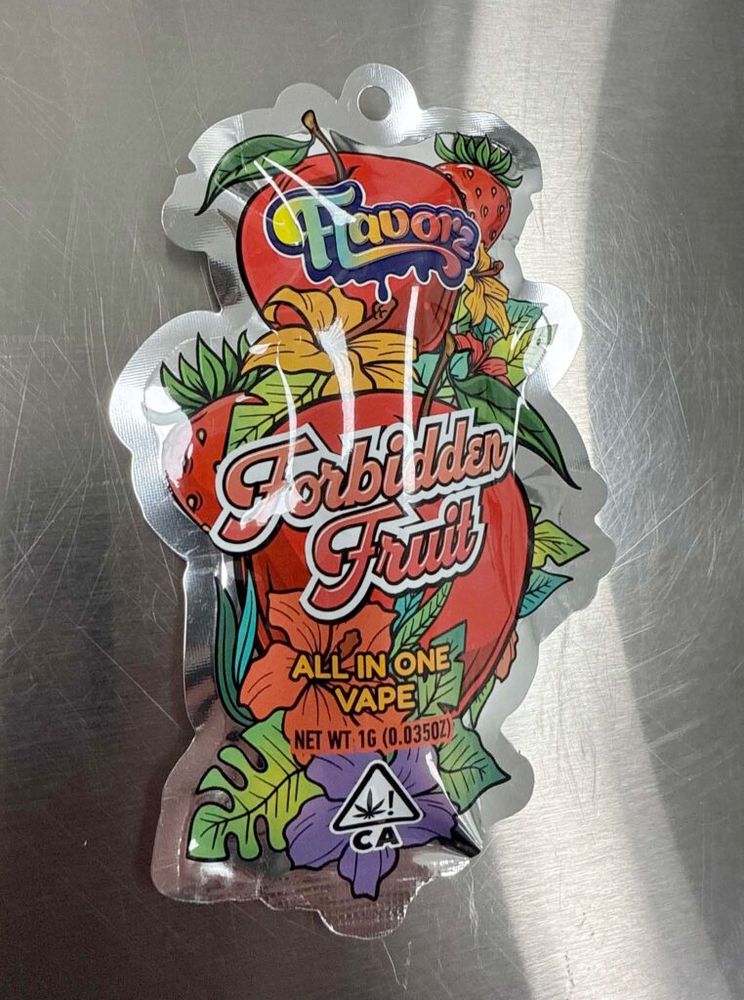 Flavorz
Forbidden
Fruit
ALL IN ONE
VAPE
NET WT 1G (0.035OZ)
!
CA